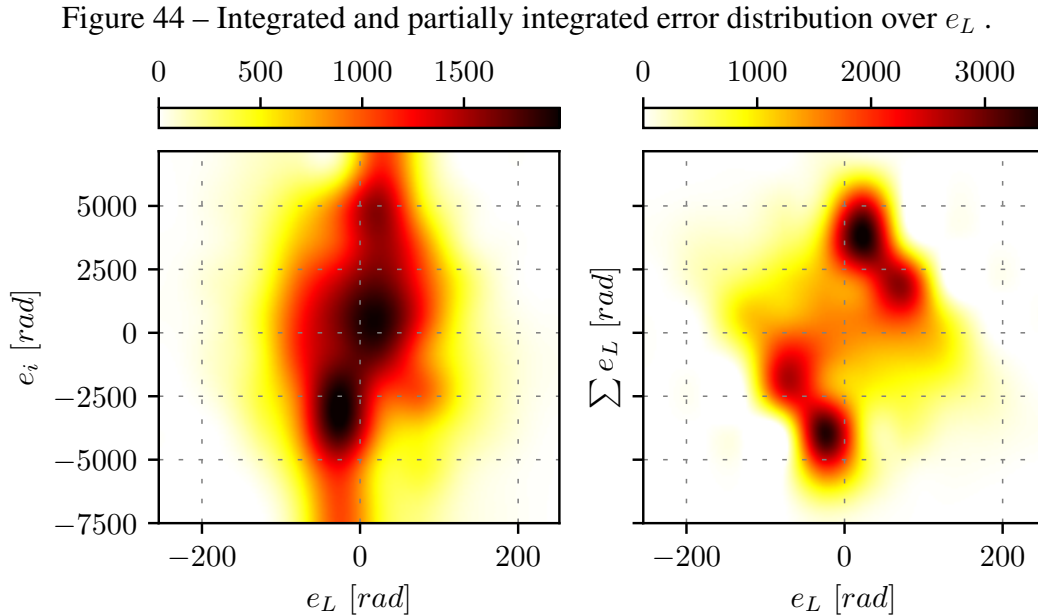 Figure 44 – Integrated and partially integrated error distribution over e_L .
0 500 1000 1500
0 1000 2000 3000
5000
2500
0
−2500
−5000
−7500
e_i [rad]
−200 0 200
e_L [rad]
∑ e_L [rad]
−200 0 200
e_L [rad]